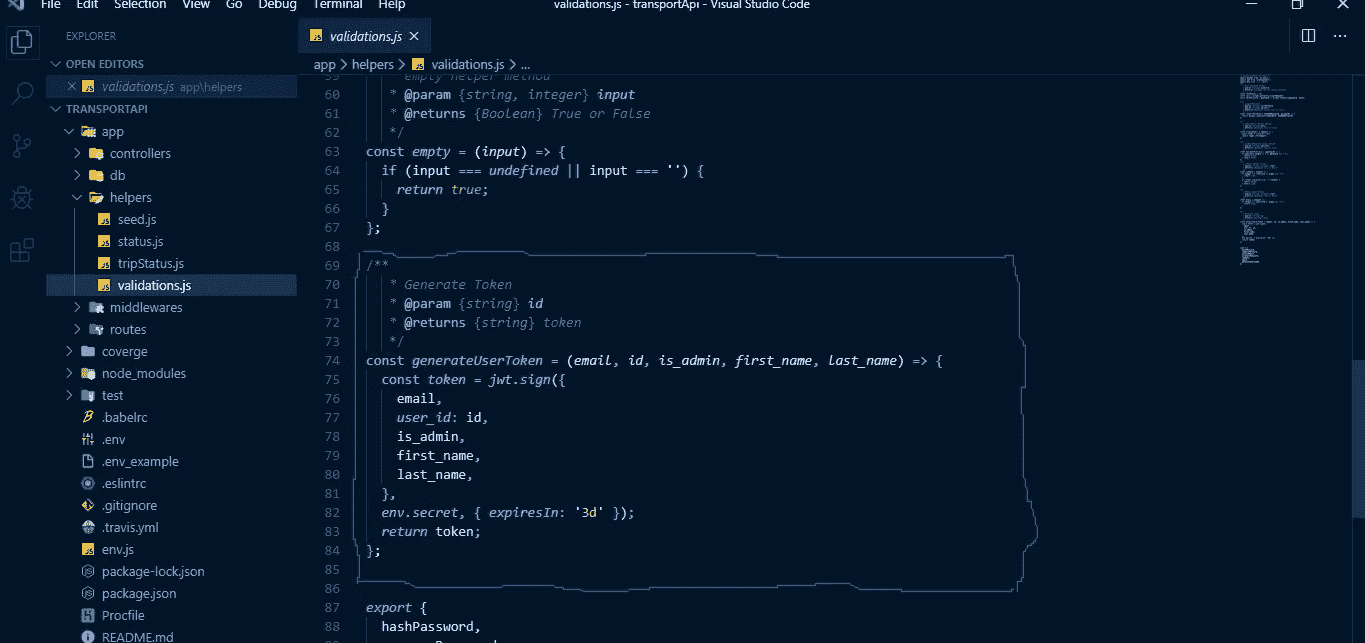 File Edit Selection View Go Debug Terminal Help
validations.js - transportApi - Visual Studio Code
EXPLORER
OPEN EDITORS
validations.js app\helpers
TRANSPORTAPI
app
controllers
db
helpers
seed.js
status.js
tripStatus.js
validations.js
middlewares
routes
coverge
node_modules
test
.babelrc
.env
.env_example
.eslintrc
.gitignore
.travis.yml
env.js
package-lock.json
package.json
Procfile
README.md
validations.js
app > helpers > validations.js > ...
59 * empty helper method
60 * @param {string, integer} input
61 * @returns {Boolean} True or False
62 */
63 const empty = (input) => {
64 if (input === undefined || input === '') {
65 return true;
66 }
67 };
68
69 /**
70 * Generate Token
71 * @param {string} id
72 * @returns {string} token
73 */
74 const generateUserToken = (email, id, is_admin, first_name, last_name) => {
75 const token = jwt.sign({
76 email,
77 user_id: id,
78 is_admin,
79 first_name,
80 last_name,
81 },
82 env.secret, { expiresIn: '3d' });
83 return token;
84 };
85
86
87 export {
88 hashPassword,